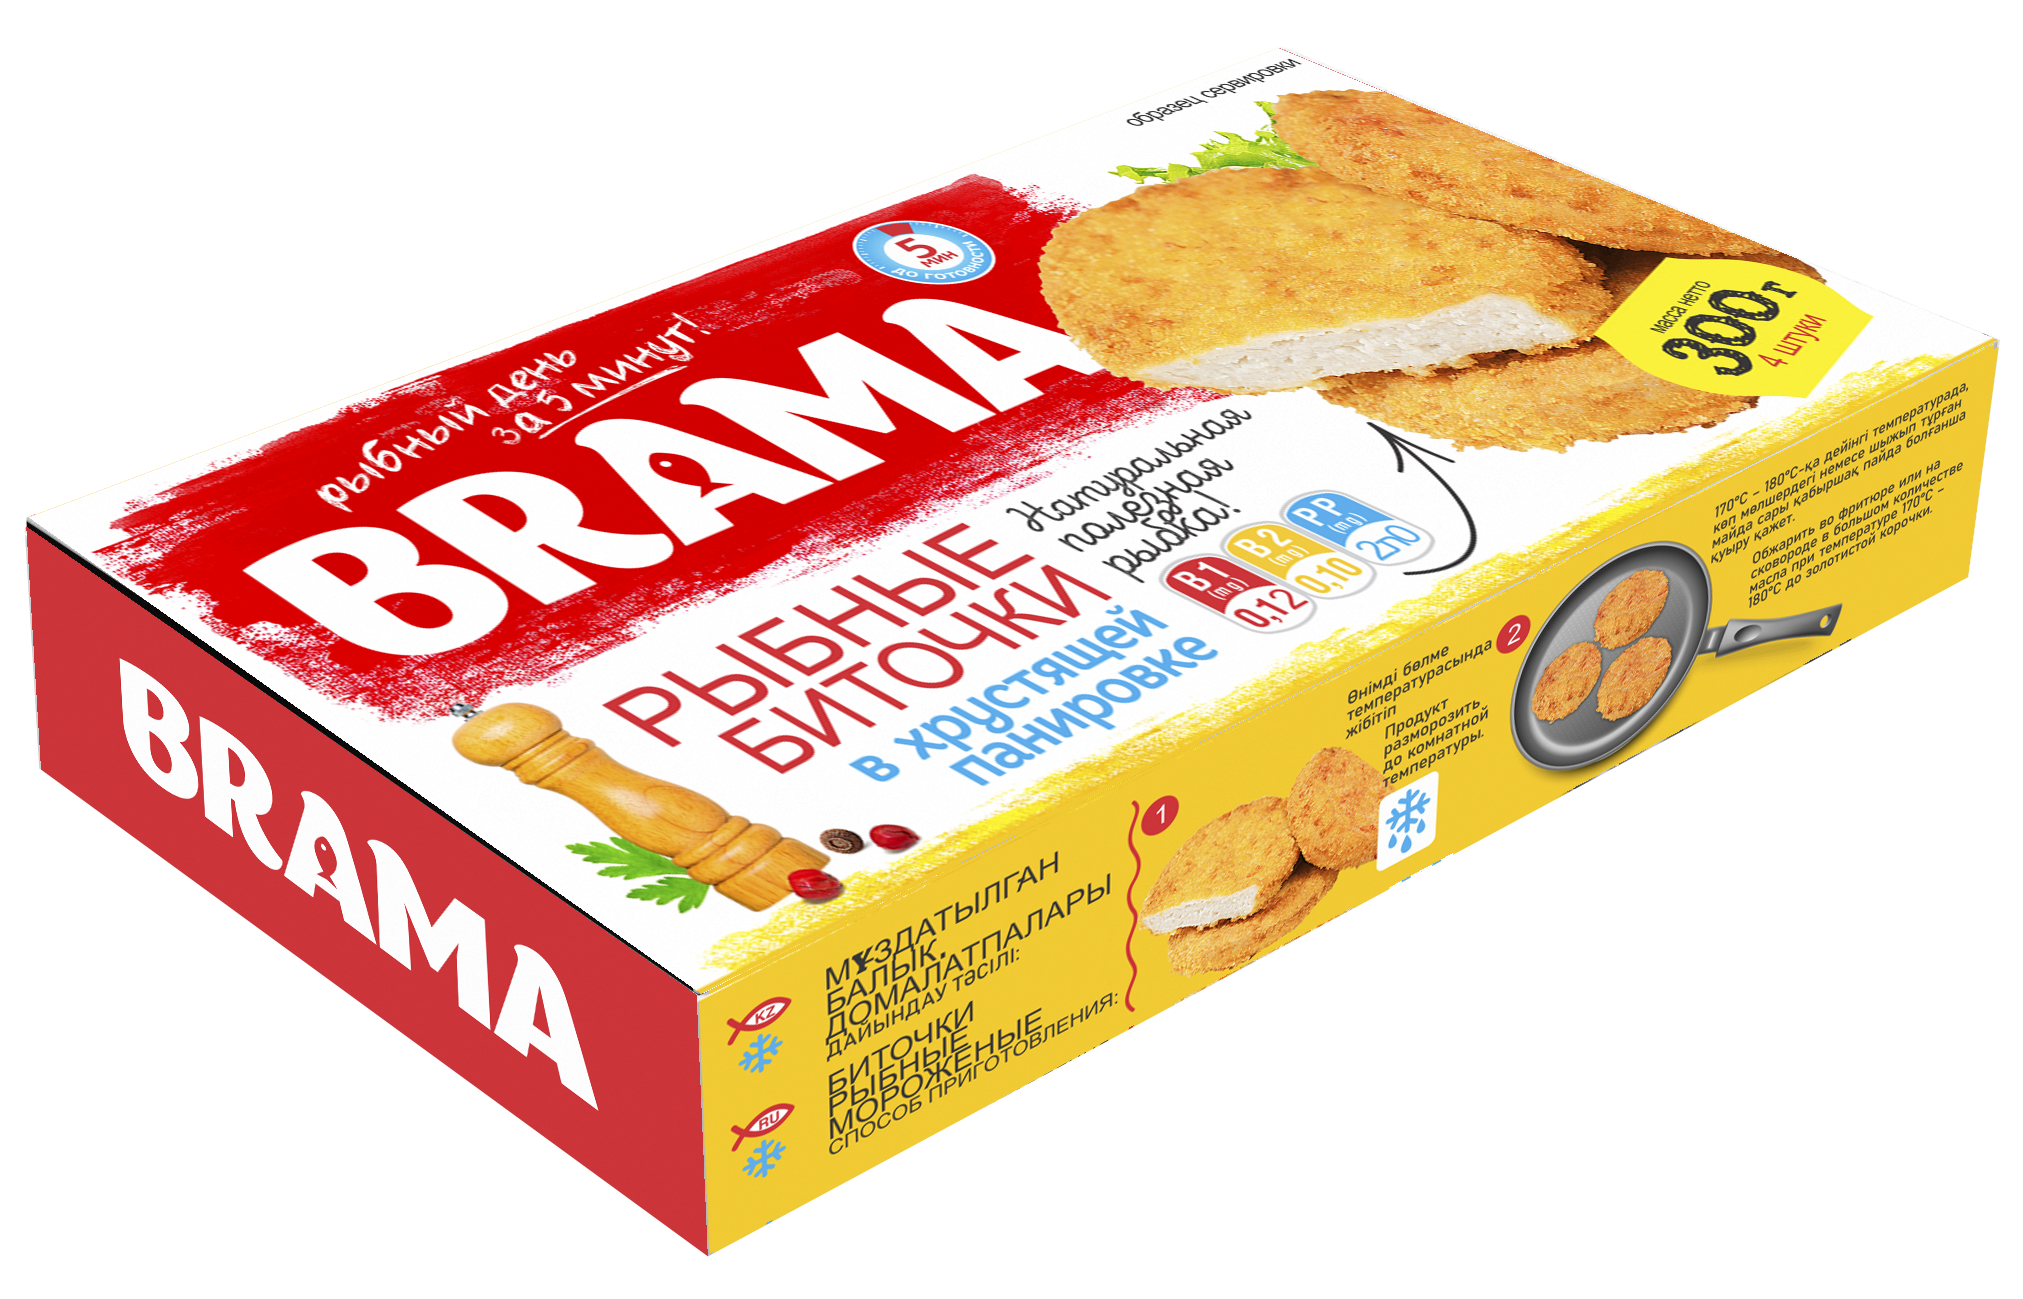 образец сервировки
5
мин
до готовности
рыбный день
за 5 минут!
BRAMA
масса нетто
300г
4 штуки
Натуральная
полезная
рыбка!
B1
(mg)
0,12
B2
(mg)
0,10
PP
(mg)
РЫБНЫЕ
БИТОЧКИ
в хрустящей
панировке
BRAMA
KZ
МҰЗДАТЫЛҒАН
БАЛЫҚ
ДОМАЛАТПАЛАРЫ
ДАЙЫНДАУ ТӘСІЛІ:
RU
БИТОЧКИ
РЫБНЫЕ
МОРОЖЕНЫЕ
СПОСОБ ПРИГОТОВЛЕНИЯ:
1
Өнімді бөлме
температурасында
жібітіп
Продукт
разморозить
до комнатной
температуры.
2
170°C – 180°C-қа дейінгі температурада,
көп мөлшердегі немесе шыжып тұрған
майда сары қабыршақ пайда болғанша
қуыру қажет.
Обжарить во фритюре или на
сковороде в большом количестве
масла при температуре 170°C –
180°C до золотистой корочки.